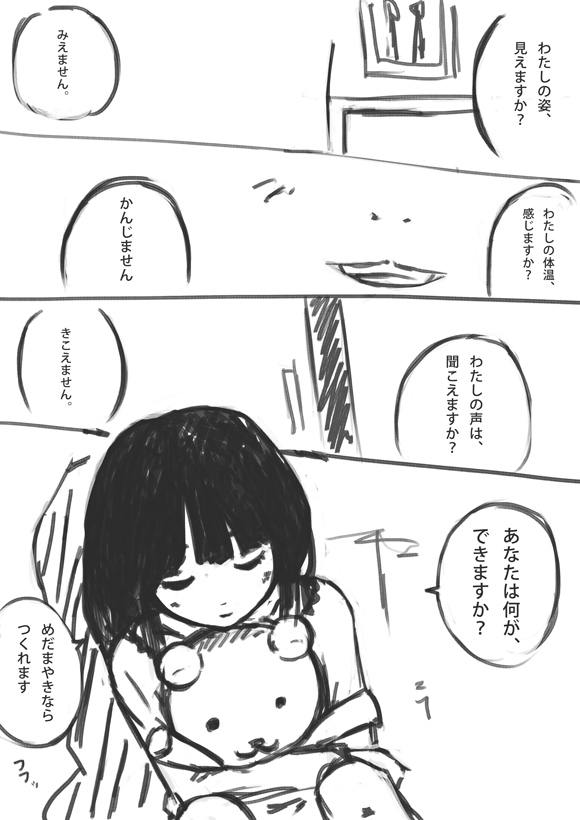 わたしの姿、
見えますか？
みえません。
わたしの体温、
感じますか？
かんじません
わたしの声は、
聞こえますか？
きこえません。
あなたは何が、
できますか？
めだまやきなら
つくれます
フフッ